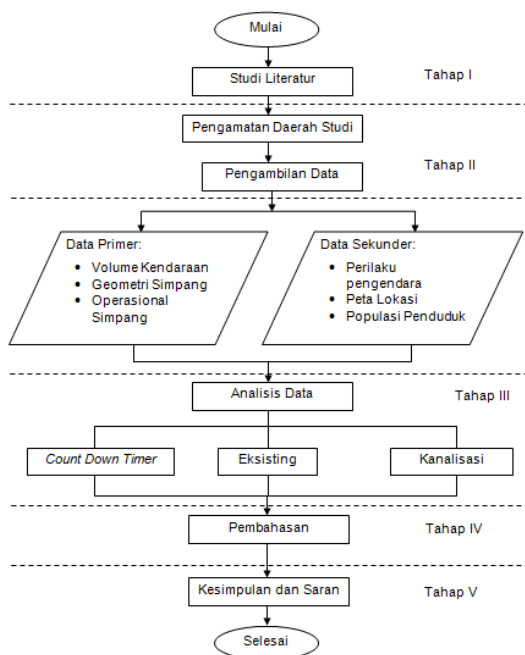 Mulai
Studi Literatur
Tahap I
Pengamatan Daerah Studi
Pengambilan Data
Tahap II
Data Primer:
• Volume Kendaraan
• Geometri Simpang
• Operasional
Simpang
Data Sekunder:
• Perilaku
pengendara
• Peta Lokasi
• Populasi Penduduk
Analisis Data
Tahap III
Count Down Timer
Eksisting
Kanalisasi
Pembahasan
Tahap IV
Kesimpulan dan Saran
Tahap V
Selesai